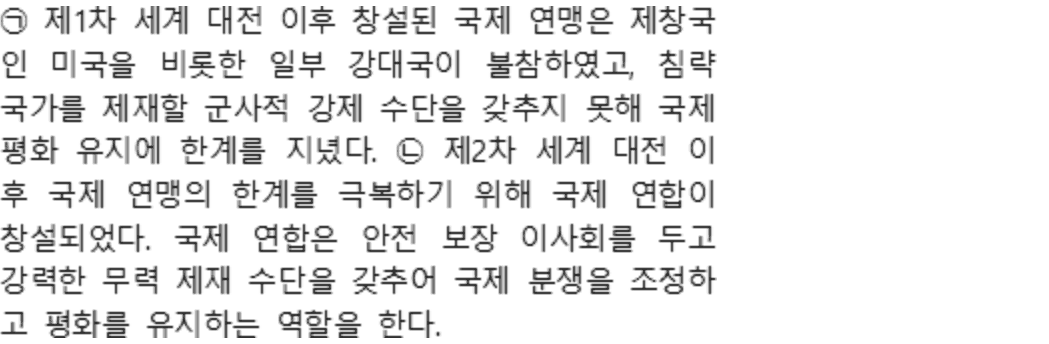 ㉠ 제1차 세계 대전 이후 창설된 국제 연맹은 제창국
인 미국을 비롯한 일부 강대국이 불참하였고, 침략
국가를 제재할 군사적 강제 수단을 갖추지 못해 국제
평화 유지에 한계를 지녔다. ㉡ 제2차 세계 대전 이
후 국제 연맹의 한계를 극복하기 위해 국제 연합이
창설되었다. 국제 연합은 안전 보장 이사회를 두고
강력한 무력 제재 수단을 갖추어 국제 분쟁을 조정하
고 평화를 유지하는 역할을 한다.